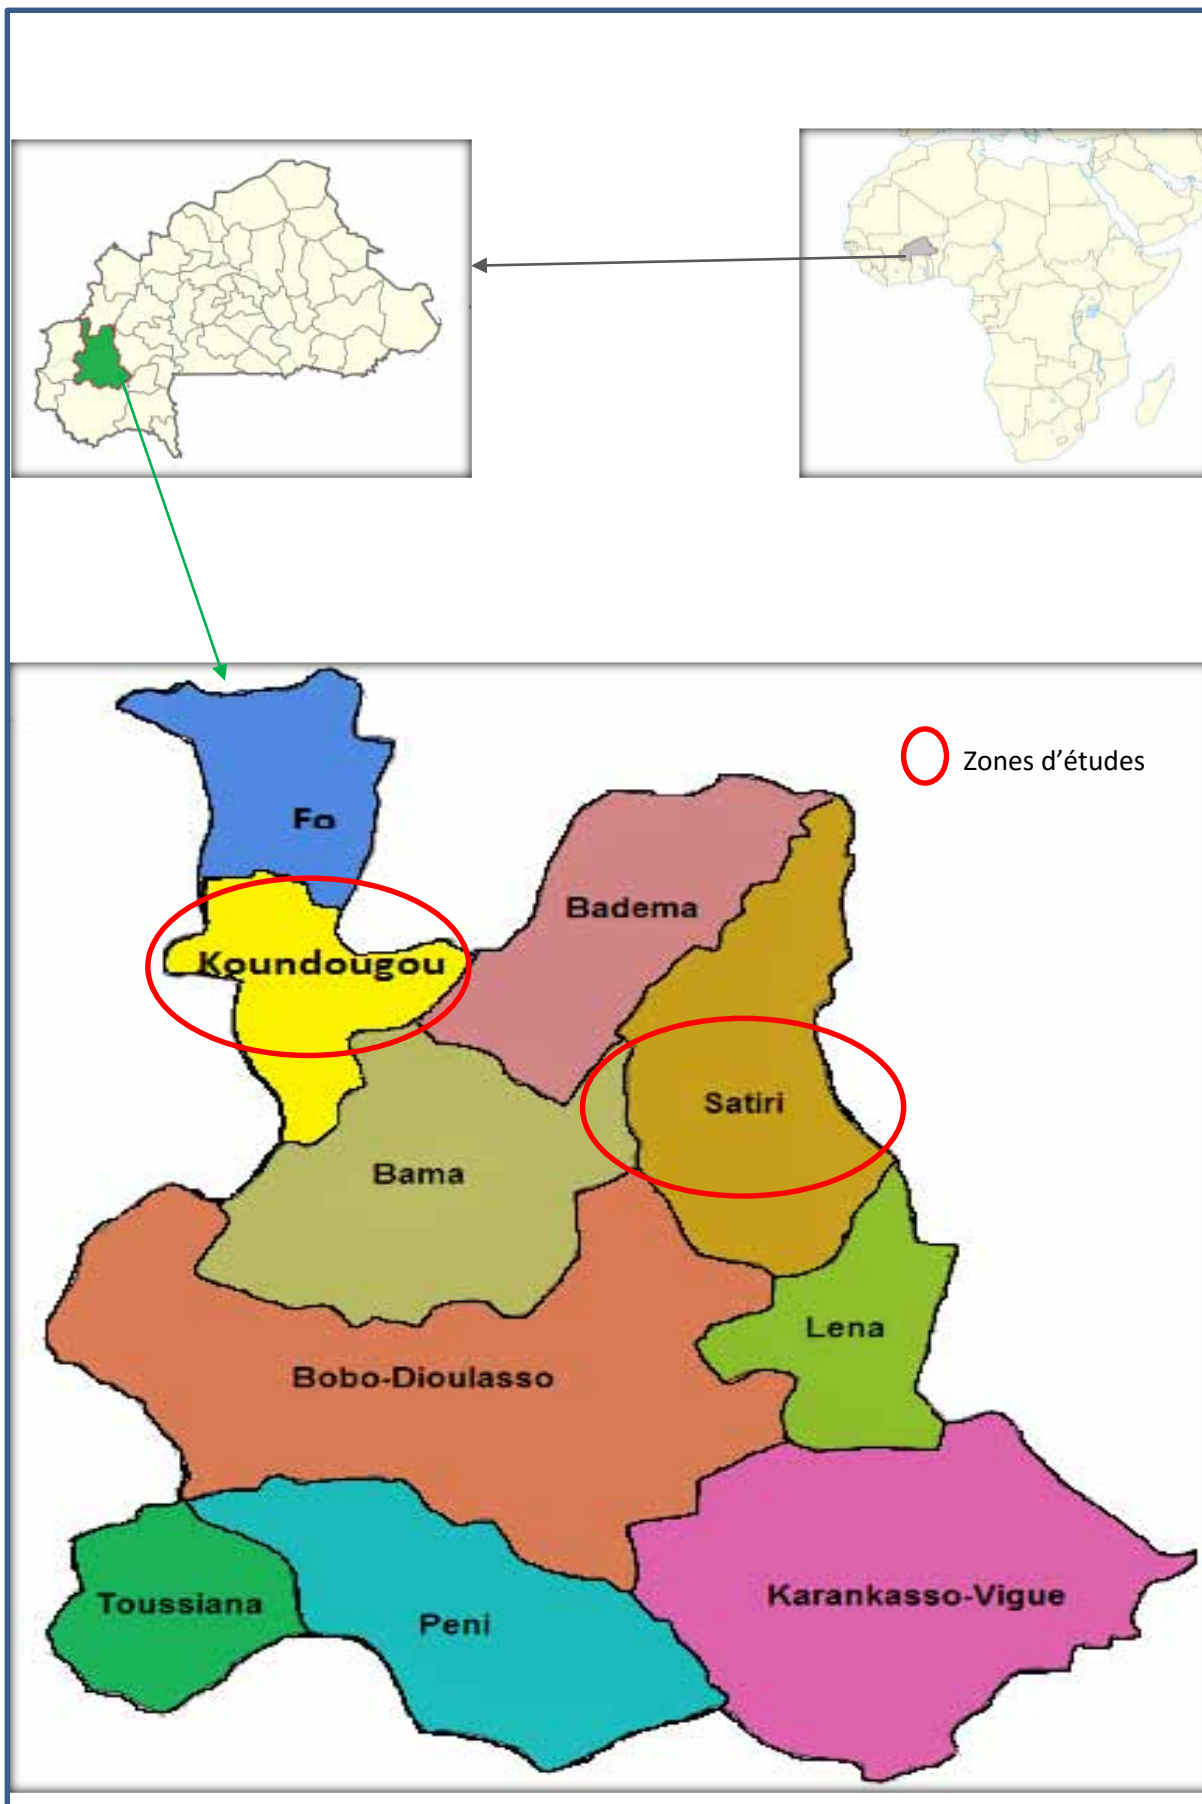 Zones d’études
Fo
Badema
Koundougou
Satiri
Bama
Lena
Bobo-Dioulasso
Karankasso-Vigue
Toussiana
Peni